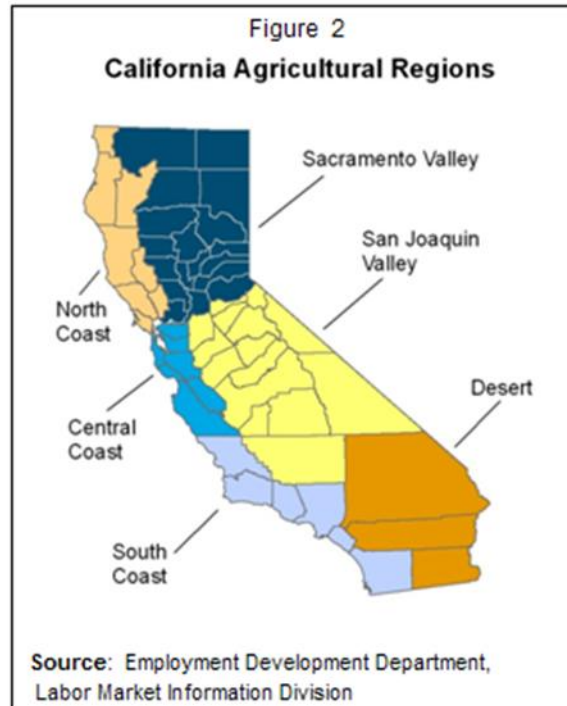 Figure 2
California Agricultural Regions
Sacramento Valley
San Joaquin
Valley
North
Coast
Desert
Central
Coast
South
Coast
Source: Employment Development Department,
Labor Market Information Division